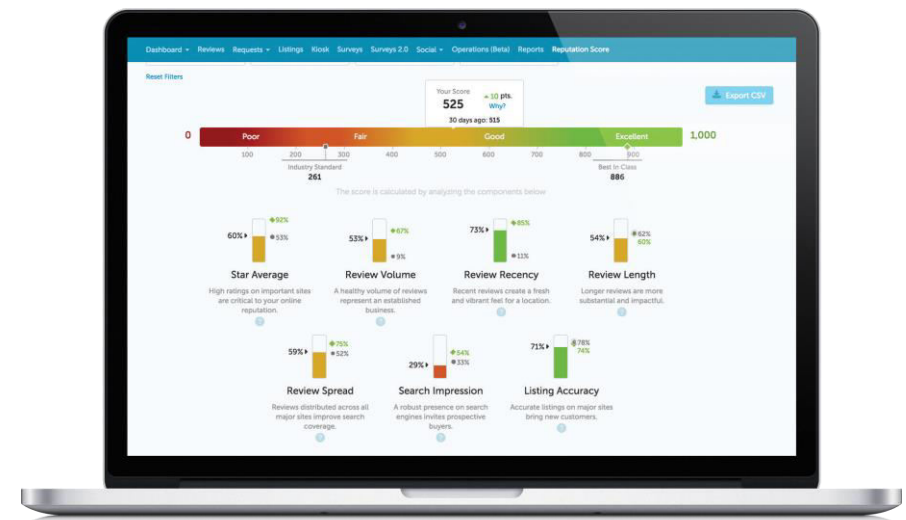 Dashboard Reviews Requests Listings Kiosk Surveys Surveys 2.0 Social Operations (Beta) Reports Reputation Score
Reset Filters
Export CSV
Your Score
525
10 pts.
Why?
30 days ago: 515
0 Poor Fair Good Excellent 1,000
100 200 300 400 500 600 700 800 900
Industry Standard
261
Best In Class
886
The score is calculated by analyzing the components below
60% 92% 53%
Star Average
High ratings on important sites
are critical to your online
reputation.
?
53% 67% 9%
Review Volume
A healthy volume of reviews
represent an established
business.
?
73% 85% 11%
Review Recency
Recent reviews create a fresh
and vibrant feel for a location.
?
54% 62% 60%
Review Length
Longer reviews are more
substantial and impactful.
?
59% 75% 52%
Review Spread
Reviews distributed across all
major sites improve search
coverage.
?
29% 54% 33%
Search Impression
A robust presence on search
engines invites prospective
buyers.
?
71% 78% 74%
Listing Accuracy
Accurate listings on major sites
bring new customers.
?